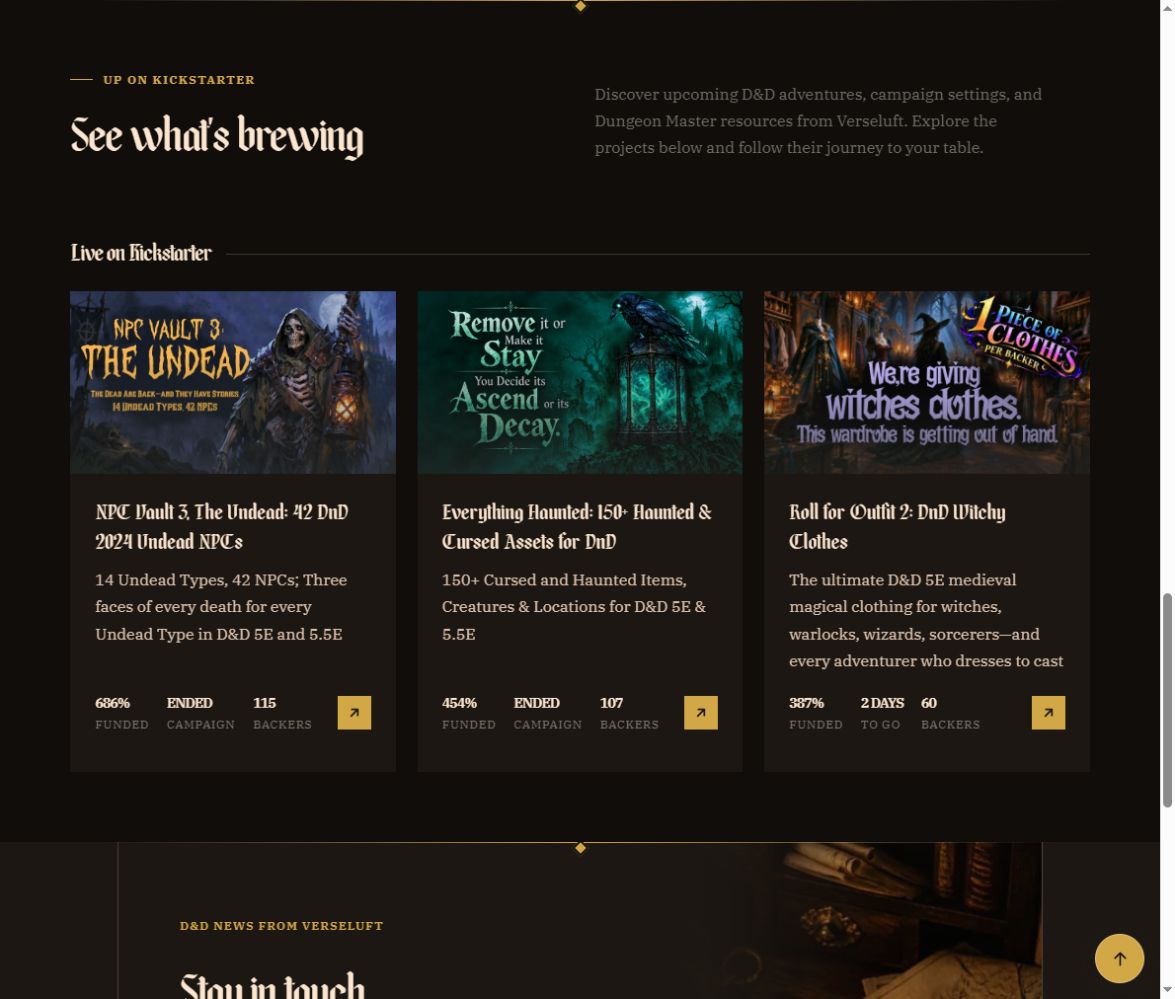 UP ON KICKSTARTER
See what's brewing
Discover upcoming D&D adventures, campaign settings, and
Dungeon Master resources from Verseluft. Explore the
projects below and follow their journey to your table.
Live on Kickstarter
NPC VAULT 3:
THE UNDEAD
THE DEAD ARE BACK—AND THEY HAVE STORIES
14 UNDEAD TYPES, 42 NPCS
NPC Vault 3, The Undead: 42 DnD
2024 Undead NPCs
14 Undead Types, 42 NPCs; Three
faces of every death for every
Undead Type in D&D 5E and 5.5E
686% ENDED 115
FUNDED CAMPAIGN BACKERS
Remove it or
Make it
Stay
You Decide its
Ascend or its
Decay.
Everything Haunted: 150+ Haunted &
Cursed Assets for DnD
150+ Cursed and Haunted Items,
Creatures & Locations for D&D 5E &
5.5E
454% ENDED 107
FUNDED CAMPAIGN BACKERS
1 PIECE OF
CLOTHES
PER BACKER
We,re giving
witches clothes.
This wardrobe is getting out of hand.
Roll for Outfit 2: DnD Witchy
Clothes
The ultimate D&D 5E medieval
magical clothing for witches,
warlocks, wizards, sorcerers—and
every adventurer who dresses to cast
387% 2 DAYS 60
FUNDED TO GO BACKERS
D&D NEWS FROM VERSELUFT
Stay in touch